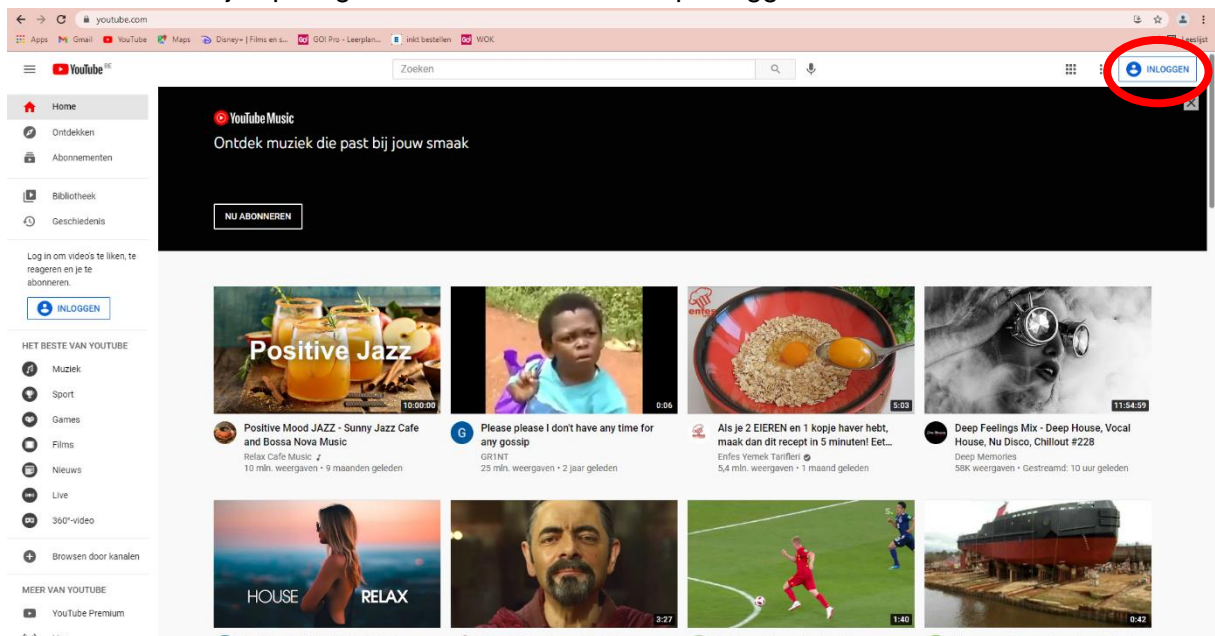 youtube.com
Apps Gmail YouTube Maps Disney+ | Films en s... GO! Pro - Leerplan... inkt bestellen WOK Leeslijst
YouTube BE Zoeken INLOGGEN
Home
Ontdekken
Abonnementen
Bibliotheek
Geschiedenis
Log in om video's te liken, te
reageren en je te
abonneren.
INLOGGEN
HET BESTE VAN YOUTUBE
Muziek
Sport
Games
Films
Nieuws
Live
360°-video
Browsen door kanalen
MEER VAN YOUTUBE
YouTube Premium
YouTube Music
Ontdek muziek die past bij jouw smaak
NU ABONNEREN
Positive Jazz
10:00:00
Positive Mood JAZZ - Sunny Jazz Cafe
and Bossa Nova Music
Relax Cafe Music
10 mln. weergaven • 9 maanden geleden
0:06
G
Please please I don't have any time for
any gossip
GR1NT
25 mln. weergaven • 2 jaar geleden
enfes
5:03
Als je 2 EIEREN en 1 kopje haver hebt,
maak dan dit recept in 5 minuten! Eet...
Enfes Yemek Tarifleri
5,4 mln. weergaven • 1 maand geleden
11:54:59
Deep Feelings Mix - Deep House, Vocal
House, Nu Disco, Chillout #228
Deep Memories
58K weergaven • Gestreamd: 10 uur geleden
HOUSE RELAX
3:27
1:40
0:42